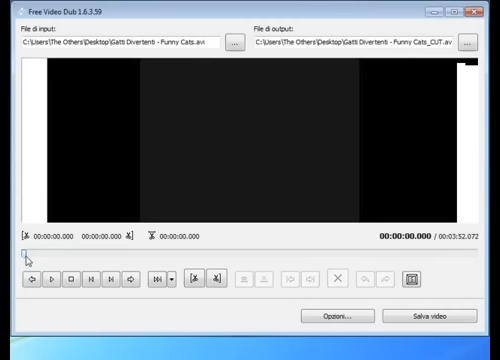 Free Video Dub 1.6.3.59
File di input:
File di output:
C:\Users\The Others\Desktop\Gatti Divertenti - Funny Cats.avi
...
C:\Users\The Others\Desktop\Gatti Divertenti - Funny Cats_CUT.av
...
00:00:00.000 00:00:00.000 00:00:00.000 00:00:00.000 / 00:03:52.072
Opzioni... Salva video